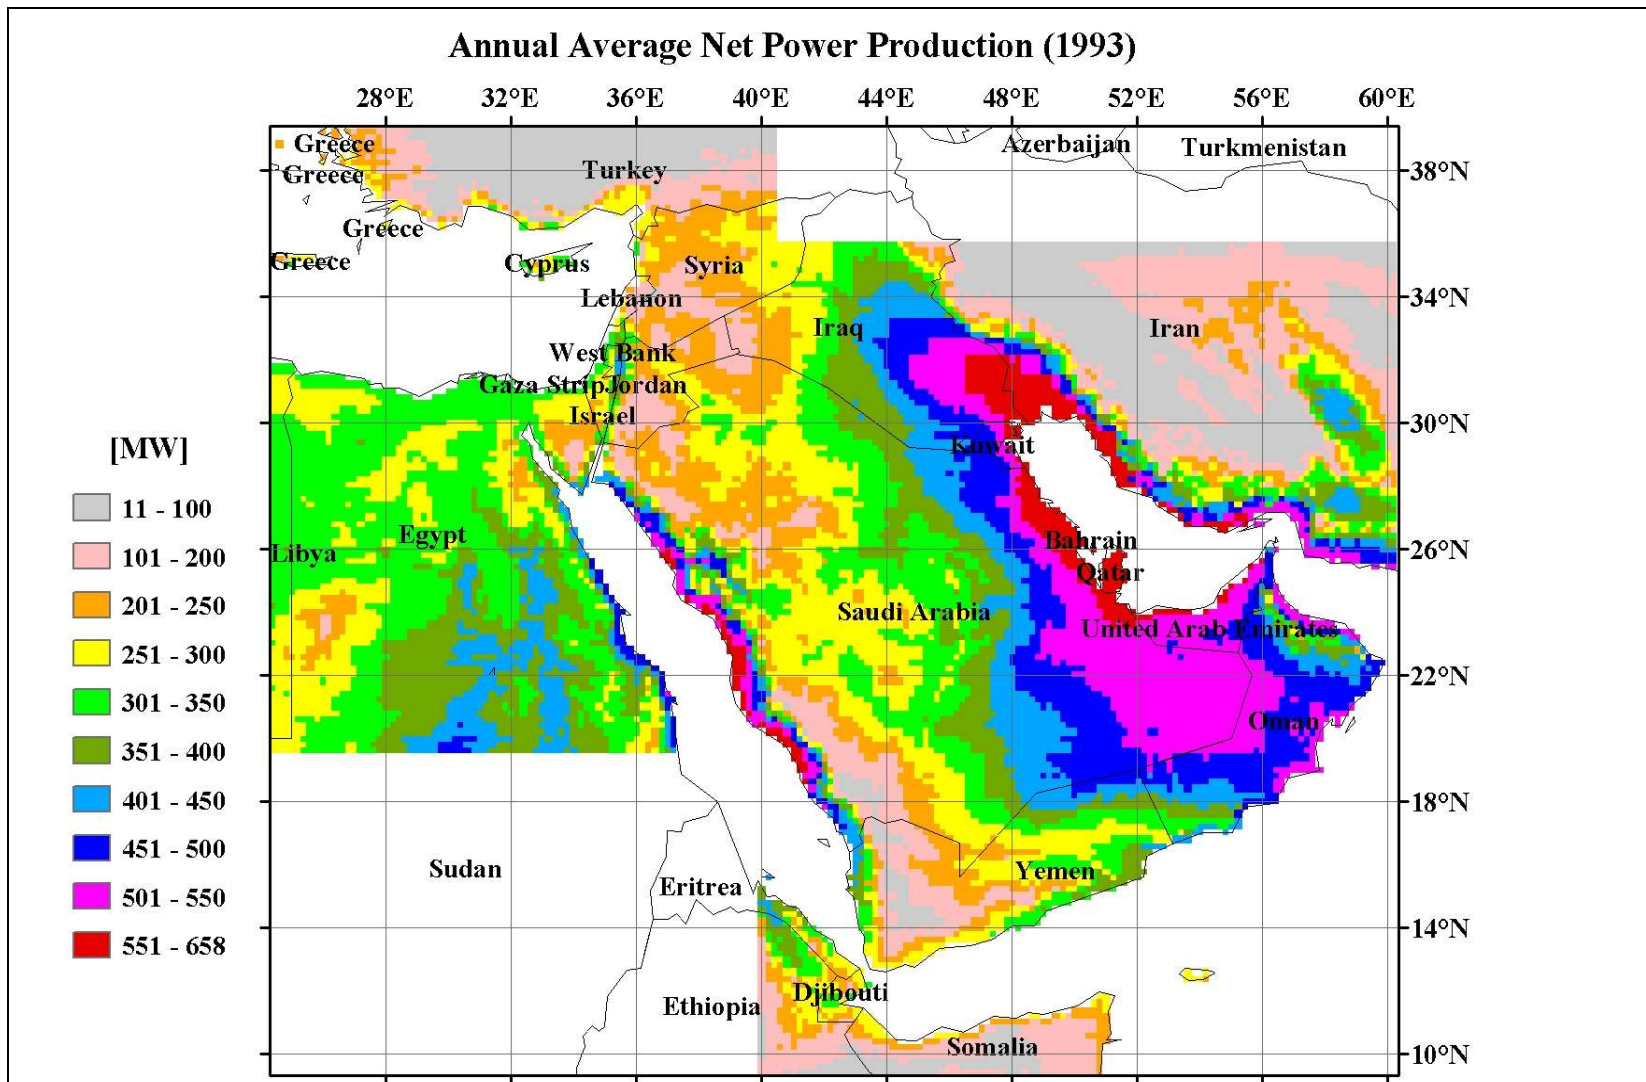 Annual Average Net Power Production (1993)
28°E 32°E 36°E 40°E 44°E 48°E 52°E 56°E 60°E
Greece
Azerbaijan
Turkmenistan
Greece
Turkey
38°N
Greece
Greece
Cyprus
Syria
Lebanon
34°N
Iraq
Iran
West Bank
Gaza Strip
Jordan
Israel
30°N
Kuwait
[MW]
11 - 100
101 - 200
201 - 250
251 - 300
301 - 350
351 - 400
401 - 450
451 - 500
501 - 550
551 - 658
Libya
Egypt
Bahrain
26°N
Qatar
Saudi Arabia
United Arab Emirates
22°N
Oman
18°N
Sudan
Eritrea
Yemen
14°N
Ethiopia
Djibouti
Somalia
10°N